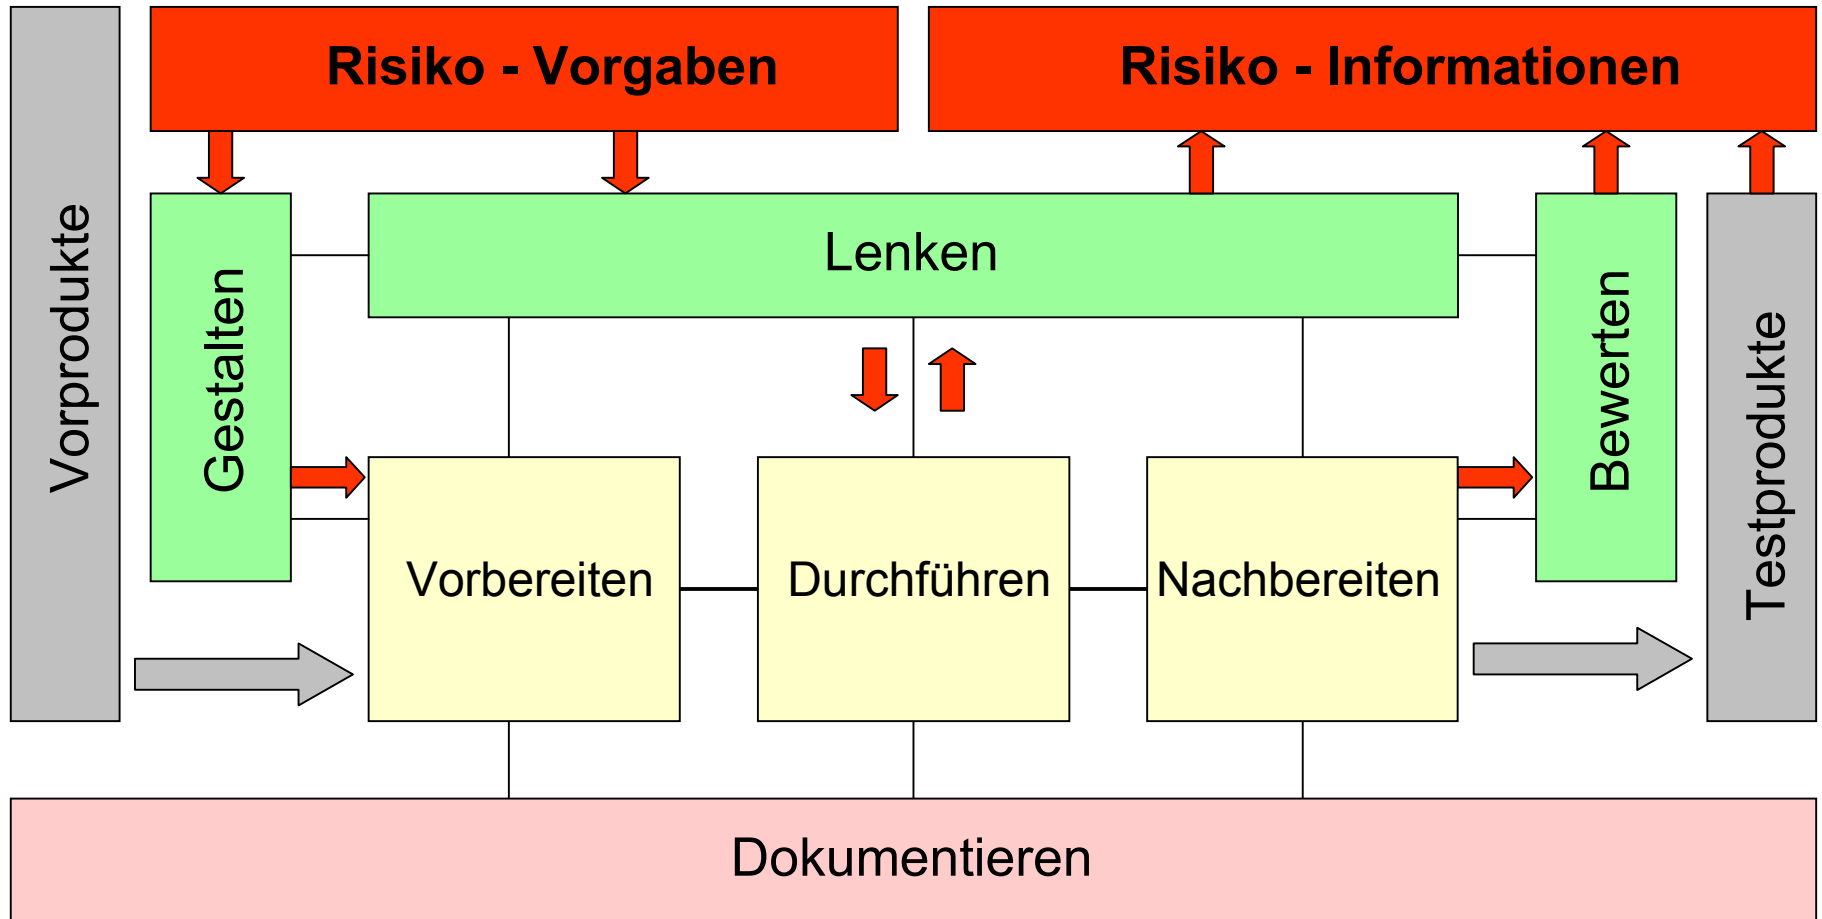 Risiko - Vorgaben
Risiko - Informationen
Vorprodukte
Gestalten
Lenken
Bewerten
Testprodukte
Vorbereiten
Durchführen
Nachbereiten
Dokumentieren